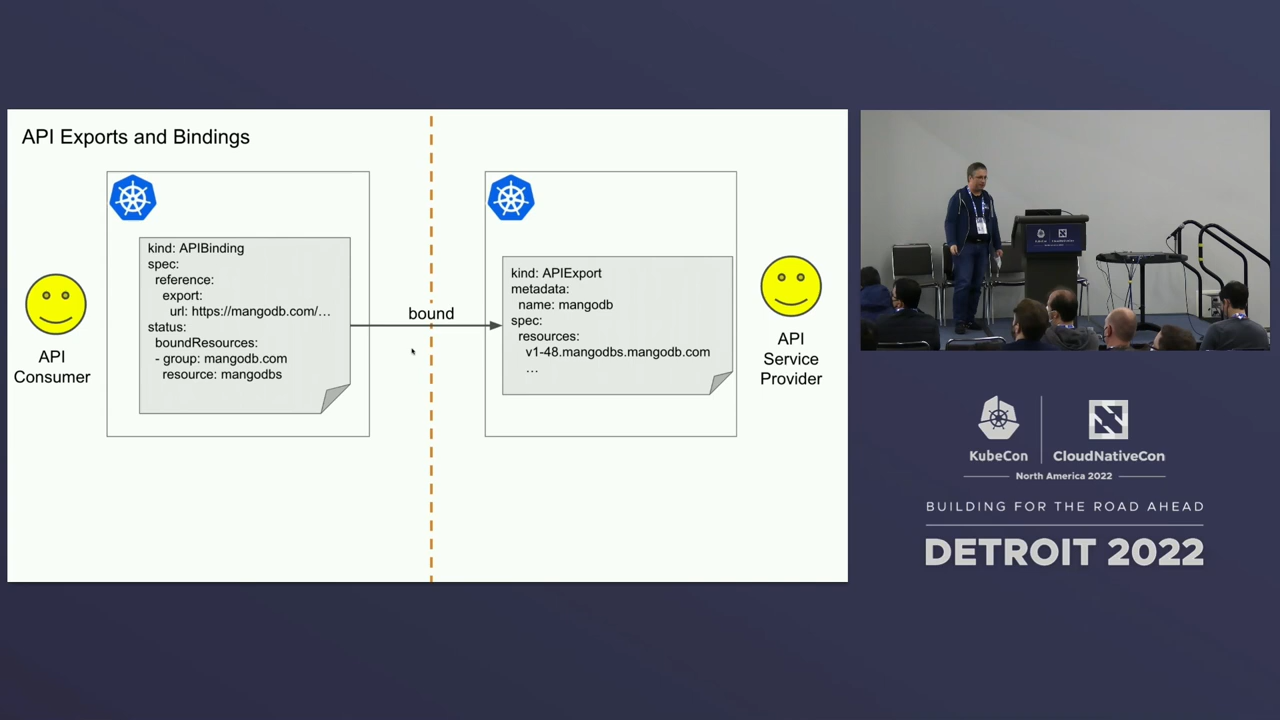 API Exports and Bindings
kind: APIBinding
spec:
reference:
export:
url: https://mangodb.com/…
status:
boundResources:
- group: mangodb.com
resource: mangodbs
API
Consumer
bound
kind: APIExport
metadata:
name: mangodb
spec:
resources:
v1-48.mangodbs.mangodb.com
…
API
Service
Provider
KubeCon
CloudNativeCon
North America 2022
BUILDING FOR THE ROAD AHEAD
DETROIT 2022